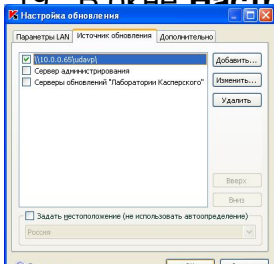 Настройка обновления
Параметры LAN Источник обновления Дополнительно
\\10.0.0.65\udavp\
Сервер администрирования
Серверы обновлений "Лаборатории Касперского"
Добавить...
Изменить...
Удалить
Вверх
Вниз
Задать местоположение (не использовать автоопределение)
Россия